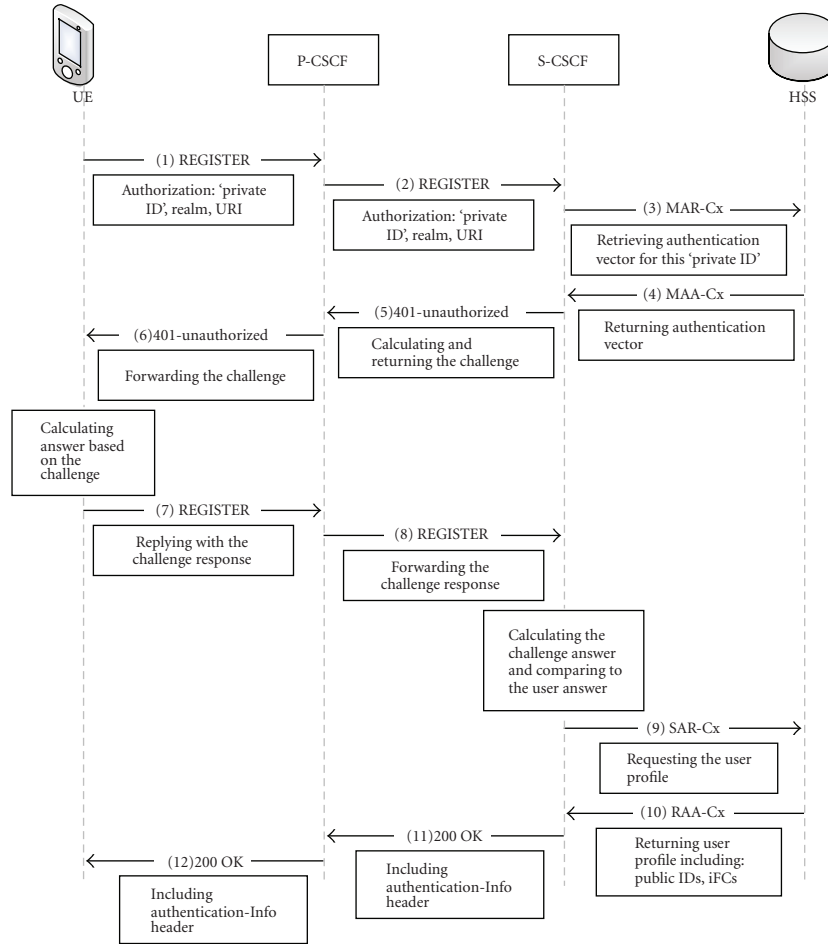 P-CSCF
S-CSCF
UE
HSS
(1) REGISTER
Authorization: ‘private
ID’, realm, URI
(2) REGISTER
Authorization: ‘private
ID’, realm, URI
(3) MAR-Cx
Retrieving authentication
vector for this ‘private ID’
(4) MAA-Cx
Returning authentication
vector
(5)401-unauthorized
Calculating and
returning the challenge
(6)401-unauthorized
Forwarding the challenge
Calculating
answer based
on the
challenge
(7) REGISTER
Replying with the
challenge response
(8) REGISTER
Forwarding the
challenge response
Calculating the
challenge answer
and comparing to
the user answer
(9) SAR-Cx
Requesting the user
profile
(10) RAA-Cx
Returning user
profile including:
public IDs, iFCs
(11)200 OK
Including
authentication-Info
header
(12)200 OK
Including
authentication-Info
header